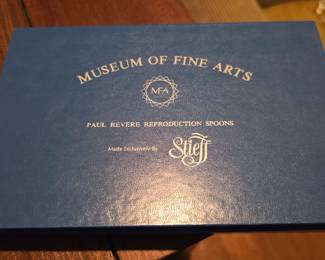 MUSEUM OF FINE ARTS
MFA
PAUL REVERE REPRODUCTION SPOONS
Made Exclusively By Stieff